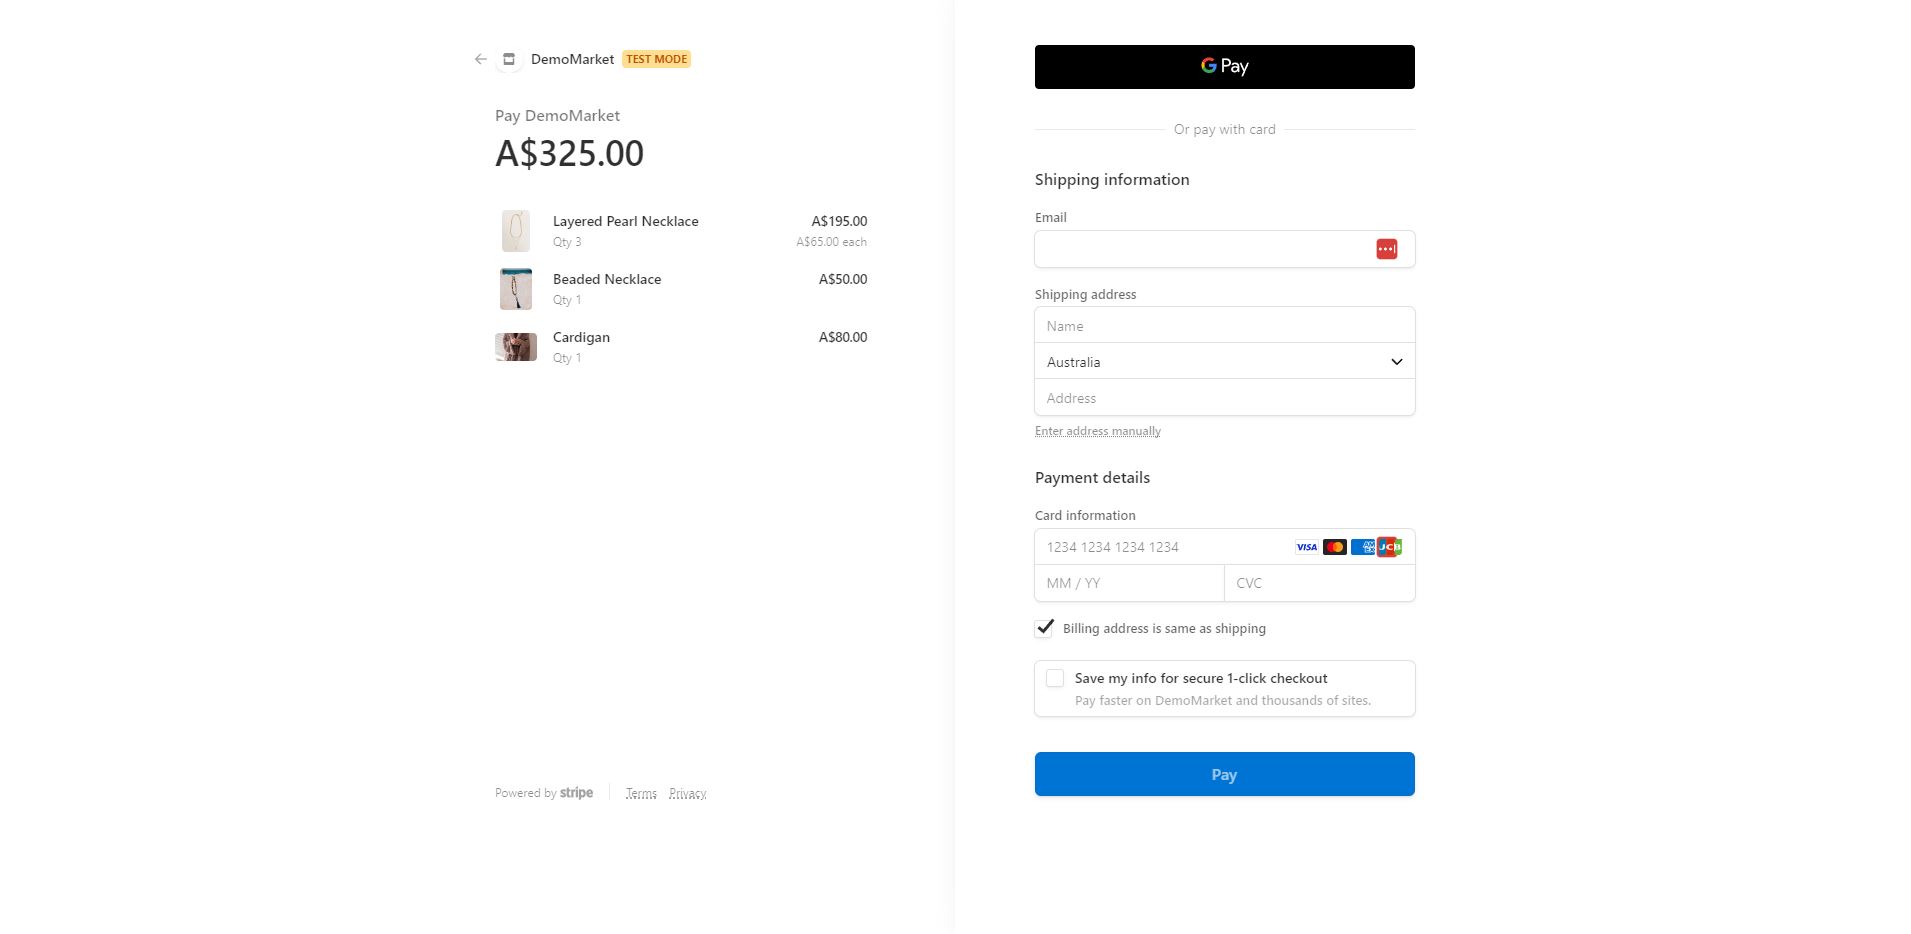 DemoMarket TEST MODE
Pay DemoMarket
A$325.00
Layered Pearl Necklace A$195.00
Qty 3 A$65.00 each
Beaded Necklace A$50.00
Qty 1
Cardigan A$80.00
Qty 1
Powered by stripe Terms Privacy
G Pay
Or pay with card
Shipping information
Email
Shipping address
Name
Australia
Address
Enter address manually
Payment details
Card information
1234 1234 1234 1234 VISA AMEX JCB
MM / YY CVC
Billing address is same as shipping
Save my info for secure 1-click checkout
Pay faster on DemoMarket and thousands of sites.
Pay